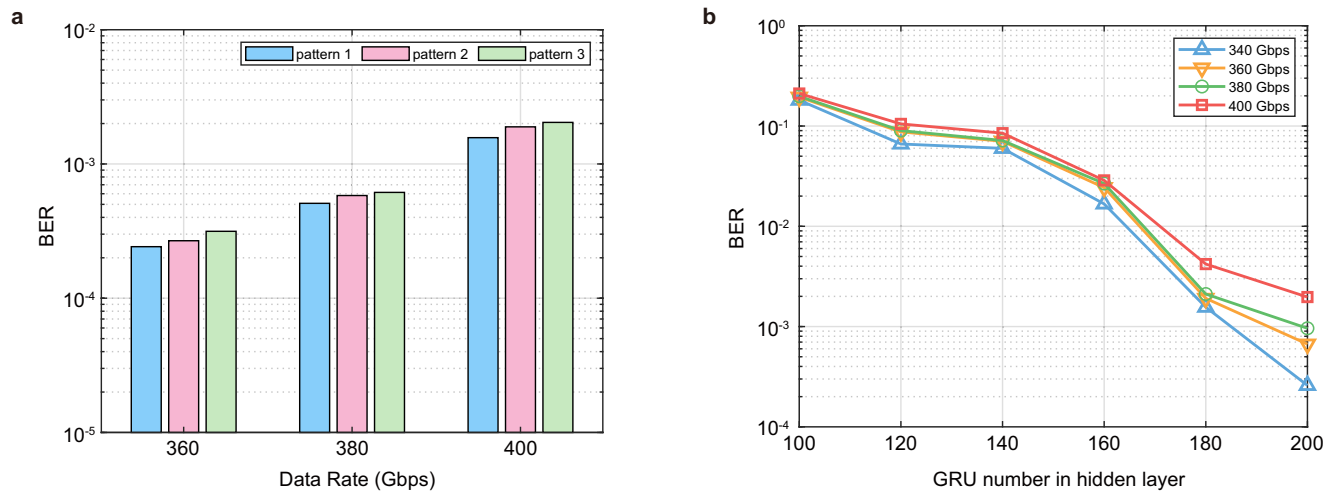 a
10⁻²
10⁻³
10⁻⁴
10⁻⁵
BER
pattern 1 pattern 2 pattern 3
360 380 400
Data Rate (Gbps)
b
10⁰
10⁻¹
10⁻²
10⁻³
10⁻⁴
BER
340 Gbps
360 Gbps
380 Gbps
400 Gbps
100 120 140 160 180 200
GRU number in hidden layer